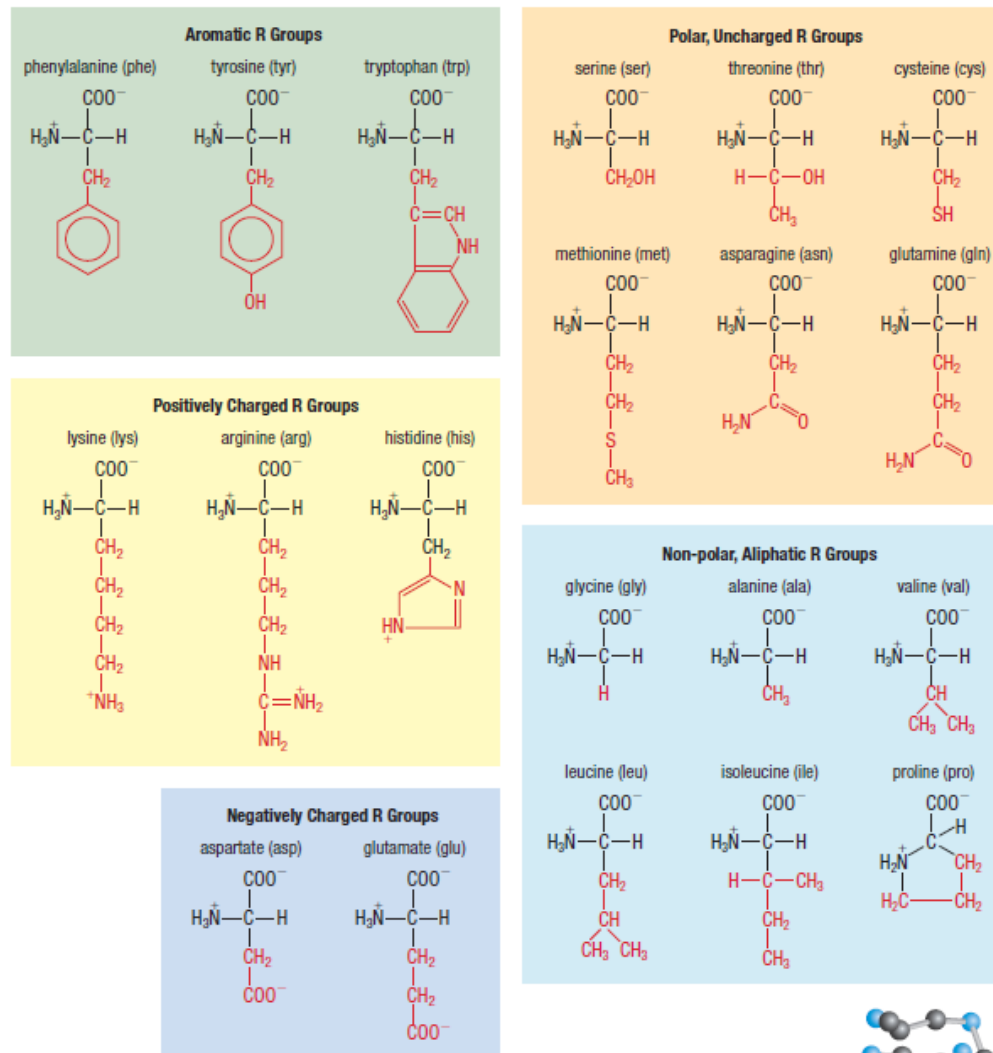 Aromatic R Groups
phenylalanine (phe) tyrosine (tyr) tryptophan (trp)
COO⁻ COO⁻ COO⁻
H₃N⁺—C—H H₃N⁺—C—H H₃N⁺—C—H
CH₂ CH₂ CH₂
C=CH
NH
OH
Polar, Uncharged R Groups
serine (ser) threonine (thr) cysteine (cys)
COO⁻ COO⁻ COO⁻
H₃N⁺—C—H H₃N⁺—C—H H₃N⁺—C—H
CH₂OH H—C—OH CH₂
CH₃ SH
methionine (met) asparagine (asn) glutamine (gln)
COO⁻ COO⁻ COO⁻
H₃N⁺—C—H H₃N⁺—C—H H₃N⁺—C—H
CH₂ CH₂ CH₂
CH₂ C CH₂
H₂N O
S C
CH₃ H₂N O
Positively Charged R Groups
lysine (lys) arginine (arg) histidine (his)
COO⁻ COO⁻ COO⁻
H₃N⁺—C—H H₃N⁺—C—H H₃N⁺—C—H
CH₂ CH₂ CH₂
CH₂ CH₂ N
CH₂ CH₂ HN⁺
CH₂ NH
⁺NH₃ C=N⁺H₂
NH₂
Non-polar, Aliphatic R Groups
glycine (gly) alanine (ala) valine (val)
COO⁻ COO⁻ COO⁻
H₃N⁺—C—H H₃N⁺—C—H H₃N⁺—C—H
H CH₃ CH
CH₃ CH₃
leucine (leu) isoleucine (ile) proline (pro)
COO⁻ COO⁻ COO⁻
H₃N⁺—C—H H₃N⁺—C—H C H
H₂N⁺ CH₂
CH₂ H—C—CH₃ H₂C—CH₂
CH CH₂
CH₃ CH₃ CH₃
Negatively Charged R Groups
aspartate (asp) glutamate (glu)
COO⁻ COO⁻
H₃N⁺—C—H H₃N⁺—C—H
CH₂ CH₂
COO⁻ CH₂
COO⁻